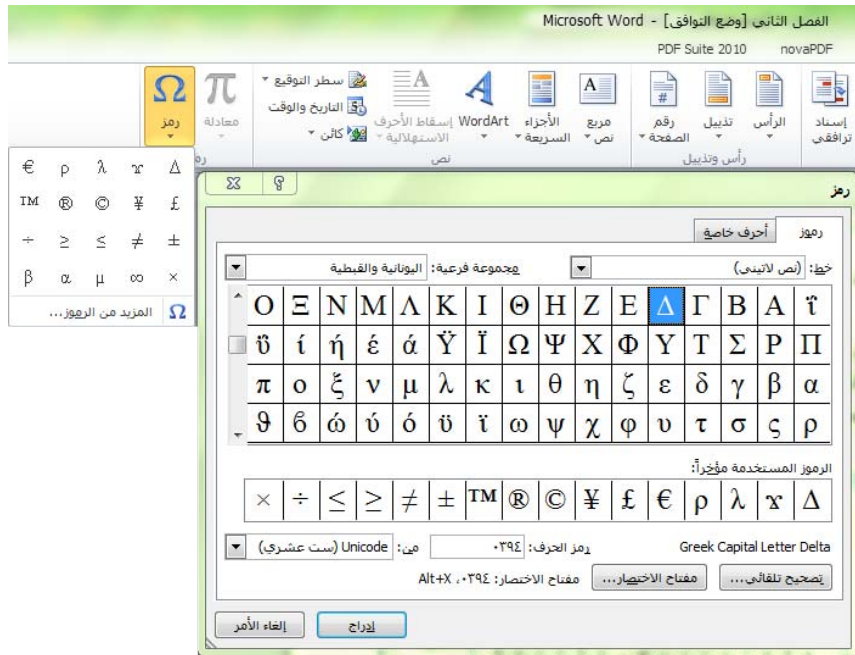 الفصل الثاني [وضع التوافق] - Microsoft Word
PDF Suite 2010 novaPDF
إسناد ترافقي
الرأس
تذييل
رقم الصفحة
رأس وتذييل
مربع نص
الأجزاء السريعة
WordArt
إسقاط الأحرف الاستهلالية
سطر التوقيع
التاريخ والوقت
كائن
نص
معادلة
رمز
€ ρ λ ϒ Δ
TM ® © ¥ £
÷ ≥ ≤ ≠ ±
β α μ ∞ ×
المزيد من الرموز...
رمز
رموز
أحرف خاصة
خط: (نص لاتيني)
مجموعة فرعية: اليونانية والقبطية
Ο Ξ Ν Μ Λ Κ Ι Θ Η Ζ Ε Δ Γ Β Α ΐ
ΰ ί ή έ ά Ϋ Ϊ Ω Ψ Χ Φ Υ Τ Σ Ρ Π
π ο ξ ν μ λ κ ι θ η ζ ε δ γ β α
ϑ ϐ ώ ύ ό ϋ ϊ ω ψ χ φ υ τ σ ς ρ
الرموز المستخدمة مؤخراً:
× ÷ ≤ ≥ ≠ ± TM ® © ¥ £ € ρ λ ϒ Δ
Greek Capital Letter Delta
رمز الحرف: ٠٣٩٤
من: Unicode (ست عشري)
تصحيح تلقائي...
مفتاح الاختصار...
مفتاح الاختصار: ٠٣٩٤، Alt+X
إدراج
إلغاء الأمر